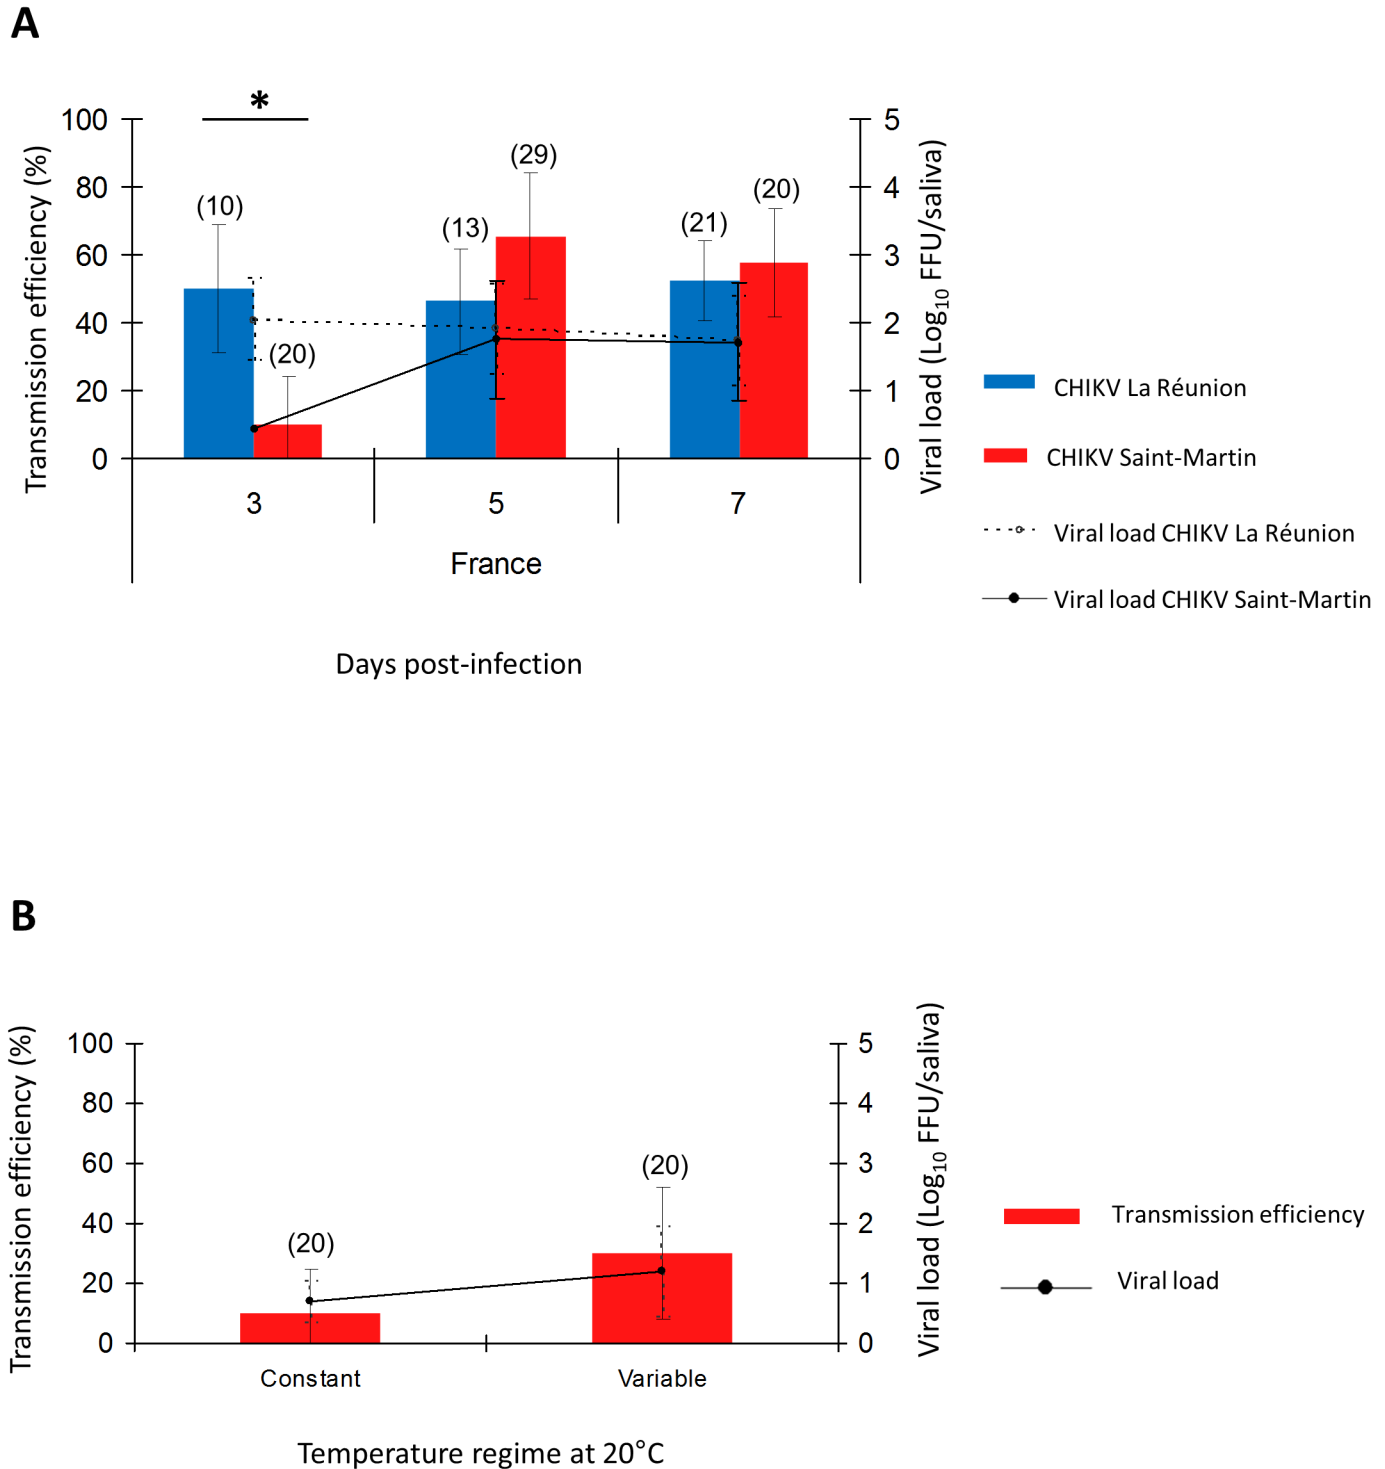 A
*
Transmission efficiency (%)
100
80
60
40
20
0
(10)
(20)
(13)
(29)
(21)
(20)
5
4
3
2
1
0
Viral load (Log10 FFU/saliva)
3
5
7
France
Days post-infection
CHIKV La Réunion
CHIKV Saint-Martin
Viral load CHIKV La Réunion
Viral load CHIKV Saint-Martin
B
Transmission efficiency (%)
100
80
60
40
20
0
(20)
(20)
5
4
3
2
1
0
Viral load (Log10 FFU/saliva)
Constant
Variable
Temperature regime at 20°C
Transmission efficiency
Viral load